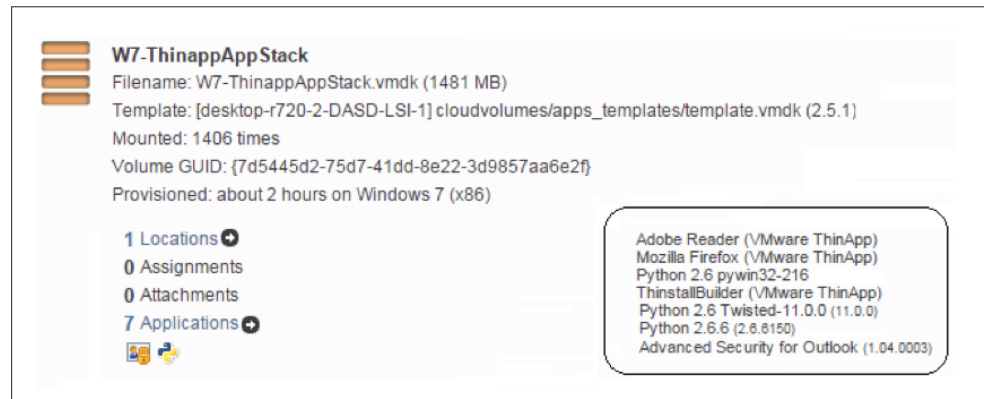 W7-ThinappAppStack
Filename: W7-ThinappAppStack.vmdk (1481 MB)
Template: [desktop-r720-2-DASD-LSI-1] cloudvolumes/apps_templates/template.vmdk (2.5.1)
Mounted: 1406 times
Volume GUID: {7d5445d2-75d7-41dd-8e22-3d9857aa6e2f}
Provisioned: about 2 hours on Windows 7 (x86)
1 Locations
0 Assignments
0 Attachments
7 Applications
Adobe Reader (VMware ThinApp)
Mozilla Firefox (VMware ThinApp)
Python 2.6 pywin32-216
ThinstallBuilder (VMware ThinApp)
Python 2.6 Twisted-11.0.0 (11.0.0)
Python 2.6.6 (2.6.6150)
Advanced Security for Outlook (1.04.0003)